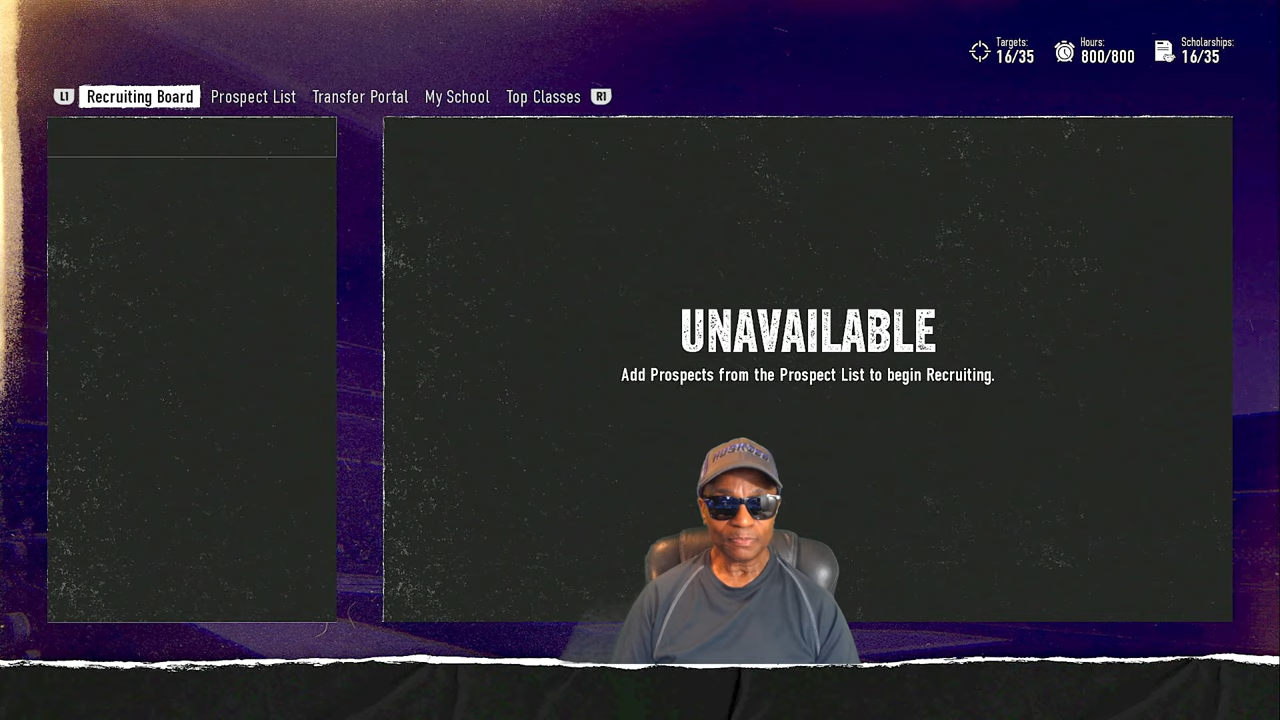 Targets:
16/35
Hours:
800/800
Scholarships:
16/35
L1 Recruiting Board Prospect List Transfer Portal My School Top Classes R1
UNAVAILABLE
Add Prospects from the Prospect List to begin Recruiting.
HUSKIES